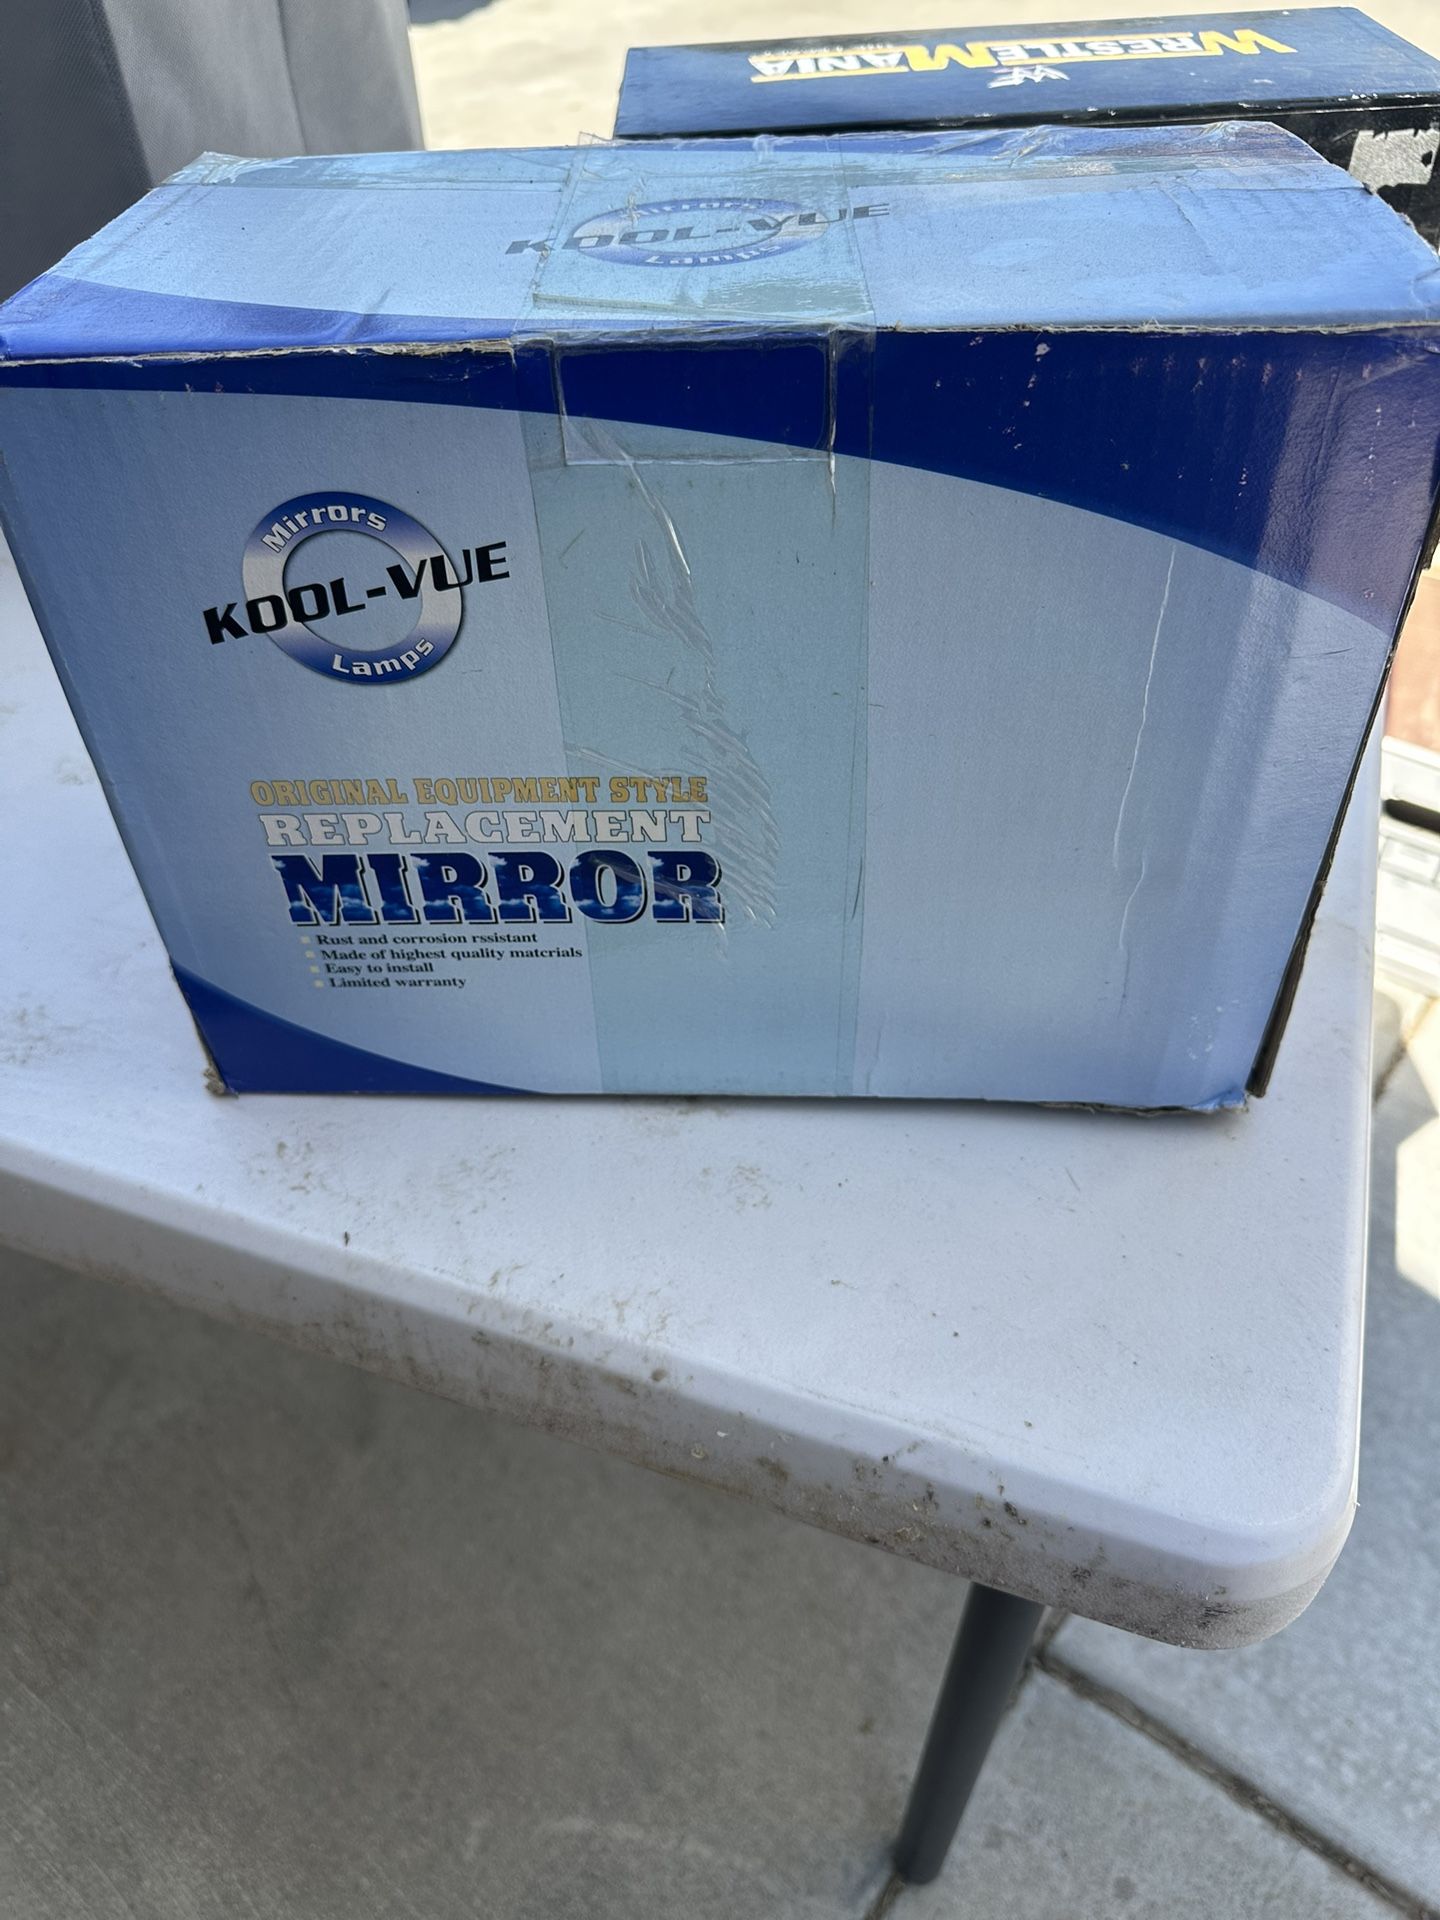 WRESTLEMANIA
Mirrors
KOOL-VUE
Lamps
Mirrors
KOOL-VUE
Lamps
ORIGINAL EQUIPMENT STYLE
REPLACEMENT
MIRROR
Rust and corrosion rssistant
Made of highest quality matcrials
Easy to install
Limited warranty